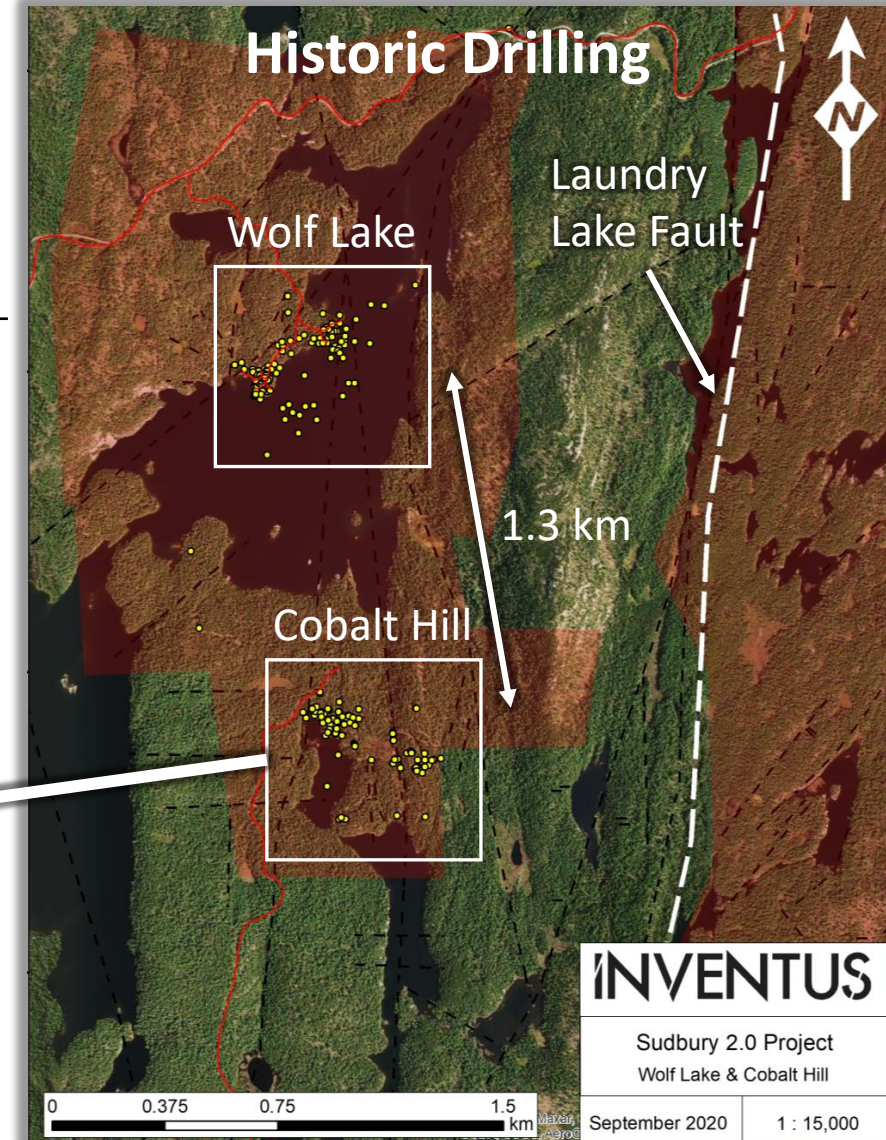 Historic Drilling
N
Laundry
Lake Fault
Wolf Lake
1.3 km
Cobalt Hill
INVENTUS
Sudbury 2.0 Project
Wolf Lake & Cobalt Hill
September 2020
1 : 15,000
0
0.375
0.75
1.5
km
Maxar,